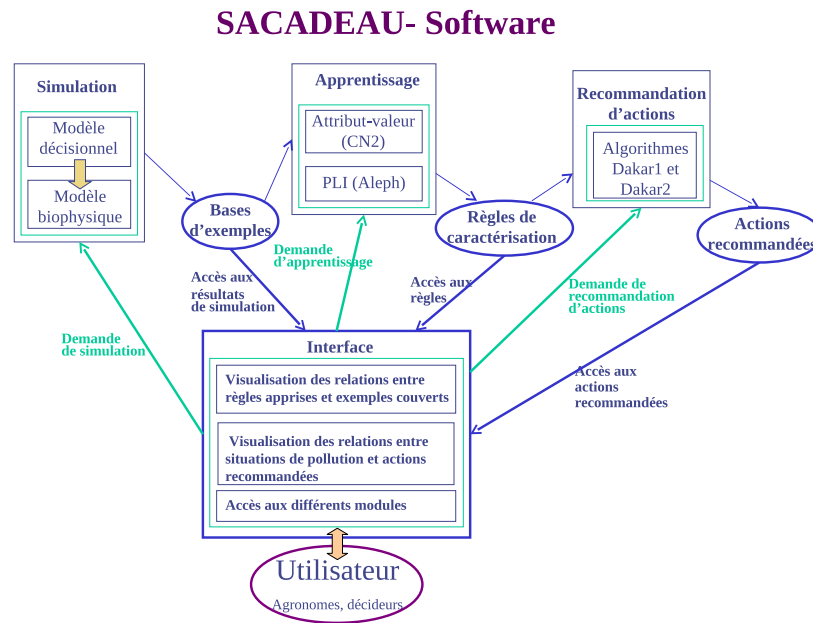 SACADEAU- Software
Simulation
Modèle
décisionnel
Modèle
biophysique
Apprentissage
Attribut-valeur
(CN2)
PLI (Aleph)
Recommandation
d'actions
Algorithmes
Dakar1 et
Dakar2
Bases
d'exemples
Règles de
caractérisation
Actions
recommandées
Demande
de simulation
Accès aux
résultats
de simulation
Demande
d'apprentissage
Accès aux
règles
Demande de
recommandation
d'actions
Accès aux
actions
recommandées
Interface
Visualisation des relations entre
règles apprises et exemples couverts
Visualisation des relations entre
situations de pollution et actions
recommandées
Accès aux différents modules
Utilisateur
Agronomes, décideurs